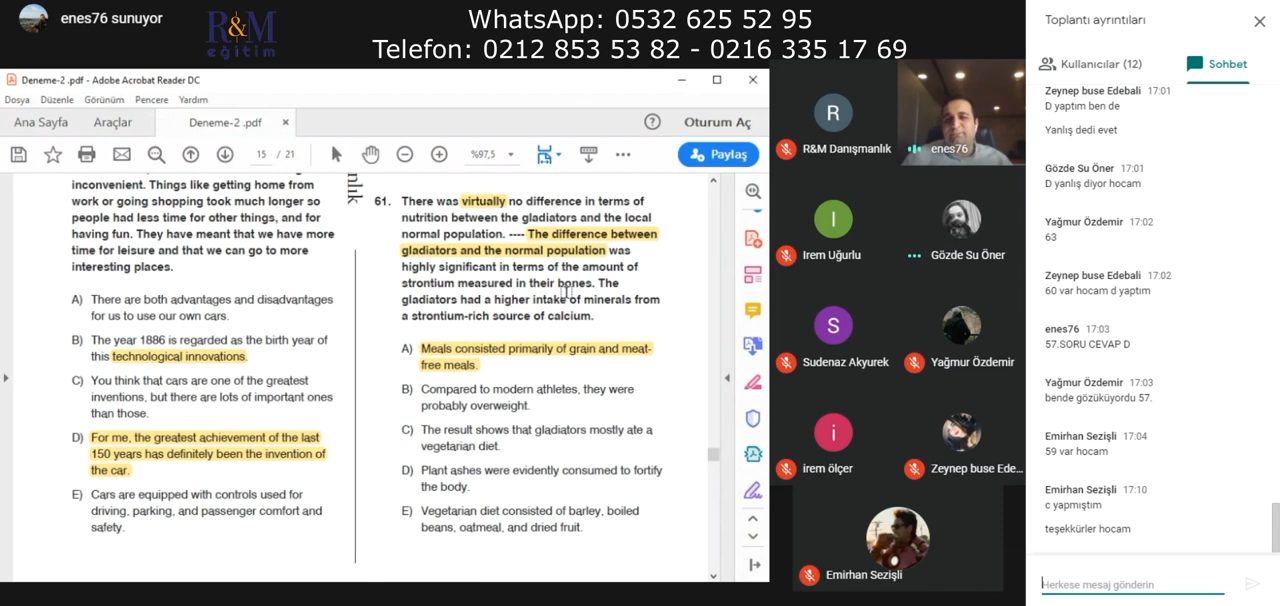 enes76 sunuyor
R&M
eğitim
WhatsApp: 0532 625 52 95
Telefon: 0212 853 53 82 - 0216 335 17 69
Deneme-2 .pdf - Adobe Acrobat Reader DC
Dosya Düzenle Görünüm Pencere Yardım
Ana Sayfa Araçlar Deneme-2 .pdf × Oturum Aç
15 / 21 %97,5 Paylaş
inconvenient. Things like getting home from
work or going shopping took much longer so
people had less time for other things, and for
having fun. They have meant that we have more
time for leisure and that we can go to more
interesting places.
A) There are both advantages and disadvantages
for us to use our own cars.
B) The year 1886 is regarded as the birth year of
this technological innovations.
C) You think that cars are one of the greatest
inventions, but there are lots of important ones
than those.
D) For me, the greatest achievement of the last
150 years has definitely been the invention of
the car.
E) Cars are equipped with controls used for
driving, parking, and passenger comfort and
safety.
nlık
61. There was virtually no difference in terms of
nutrition between the gladiators and the local
normal population. ---- The difference between
gladiators and the normal population was
highly significant in terms of the amount of
strontium measured in their bones. The
gladiators had a higher intake of minerals from
a strontium-rich source of calcium.
A) Meals consisted primarily of grain and meat-
free meals.
B) Compared to modern athletes, they were
probably overweight.
C) The result shows that gladiators mostly ate a
vegetarian diet.
D) Plant ashes were evidently consumed to fortify
the body.
E) Vegetarian diet consisted of barley, boiled
beans, oatmeal, and dried fruit.
R
R&M Danışmanlık
enes76
I
Irem Uğurlu
Gözde Su Öner
S
Sudenaz Akyurek
Yağmur Özdemir
i
irem ölçer
Zeynep buse Ede...
Emirhan Sezişli
Toplantı ayrıntıları
Kullanıcılar (12) Sohbet
Zeynep buse Edebali 17:01
D yaptım ben de
Yanlış dedi evet
Gözde Su Öner 17:01
D yanlış diyor hocam
Yağmur Özdemir 17:02
63
Zeynep buse Edebali 17:02
60 var hocam d yaptım
enes76 17:03
57.SORU CEVAP D
Yağmur Özdemir 17:03
bende gözüküyordu 57.
Emirhan Sezişli 17:04
59 var hocam
Emirhan Sezişli 17:10
c yapmıştım
teşekkürler hocam
Herkese mesaj gönderin